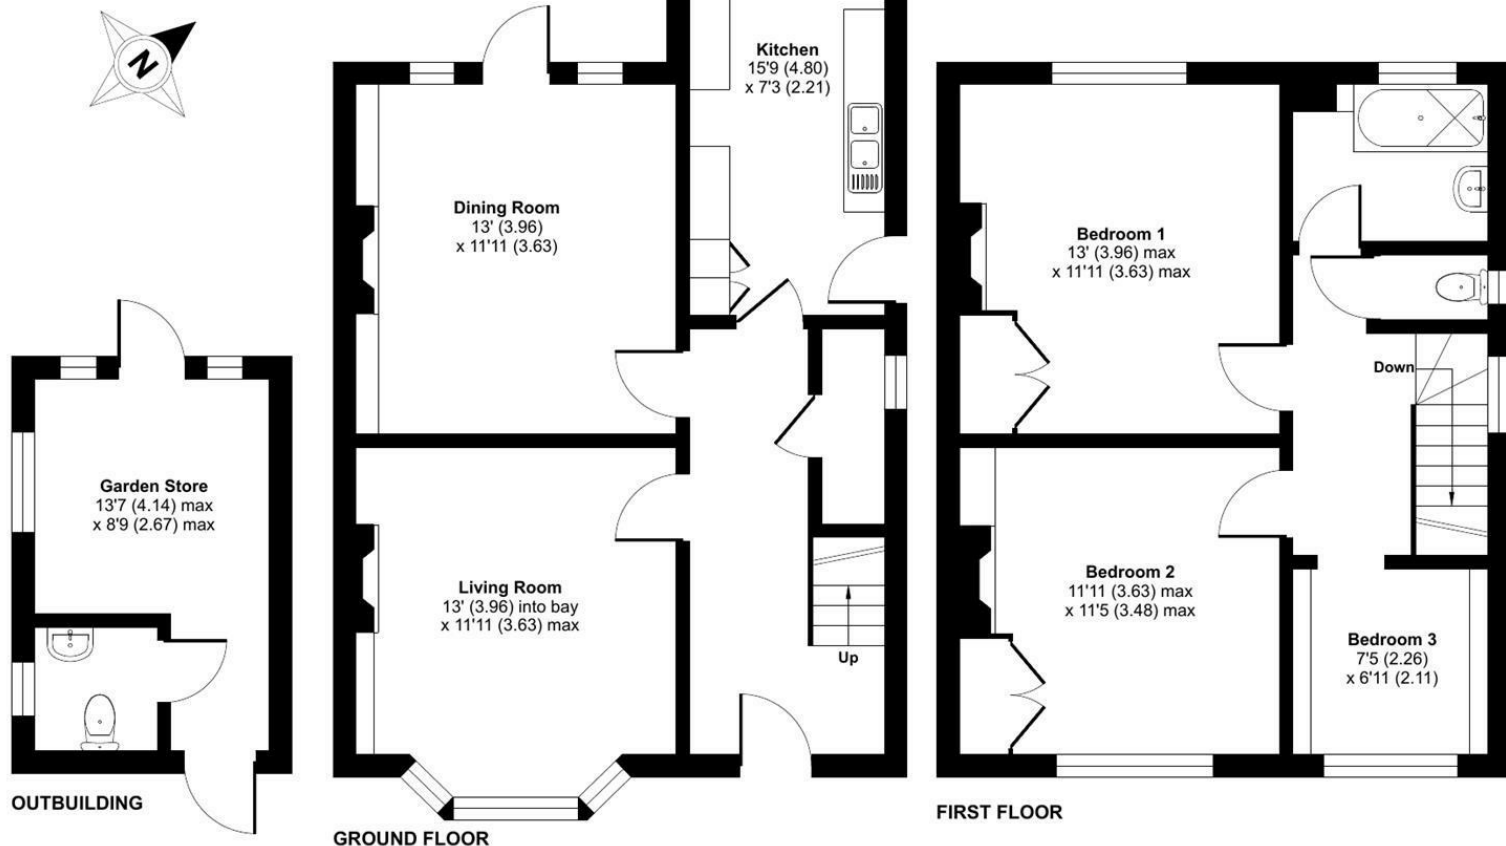 N
Kitchen
15'9 (4.80)
x 7'3 (2.21)
Dining Room
13' (3.96)
x 11'11 (3.63)
Bedroom 1
13' (3.96) max
x 11'11 (3.63) max
Down
Garden Store
13'7 (4.14) max
x 8'9 (2.67) max
Living Room
13' (3.96) into bay
x 11'11 (3.63) max
Up
Bedroom 2
11'11 (3.63) max
x 11'5 (3.48) max
Bedroom 3
7'5 (2.26)
x 6'11 (2.11)
OUTBUILDING
GROUND FLOOR
FIRST FLOOR